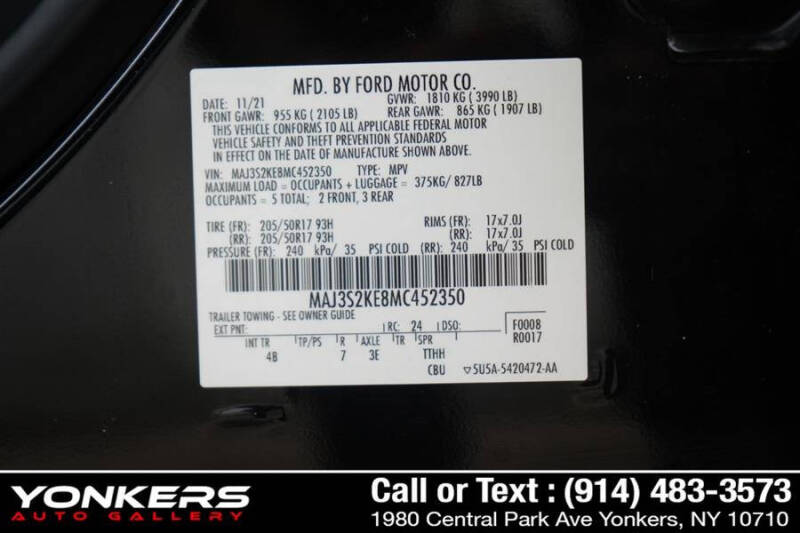 MFD. BY FORD MOTOR CO.
DATE: 11/21 GVWR: 1810 KG ( 3990 LB)
FRONT GAWR: 955 KG ( 2105 LB) REAR GAWR: 865 KG ( 1907 LB)
THIS VEHICLE CONFORMS TO ALL APPLICABLE FEDERAL MOTOR
VEHICLE SAFETY AND THEFT PREVENTION STANDARDS
IN EFFECT ON THE DATE OF MANUFACTURE SHOWN ABOVE.
VIN: MAJ3S2KE8MC452350 TYPE: MPV
MAXIMUM LOAD = OCCUPANTS + LUGGAGE = 375KG/ 827LB
OCCUPANTS = 5 TOTAL; 2 FRONT, 3 REAR
TIRE (FR): 205/50R17 93H RIMS (FR): 17x7.0J
(RR): 205/50R17 93H (RR): 17x7.0J
PRESSURE (FR): 240 kPa/ 35 PSI COLD (RR): 240 kPa/ 35 PSI COLD
MAJ3S2KE8MC452350
TRAILER TOWING - SEE OWNER GUIDE
EXT PNT: RC: 24 DSO: F0008
R0017
INT TR TP/PS R AXLE TR SPR
4B 7 3E TTHH
CBU ▽5U5A-5420472-AA
YONKERS
AUTO GALLERY
Call or Text : (914) 483-3573
1980 Central Park Ave Yonkers, NY 10710